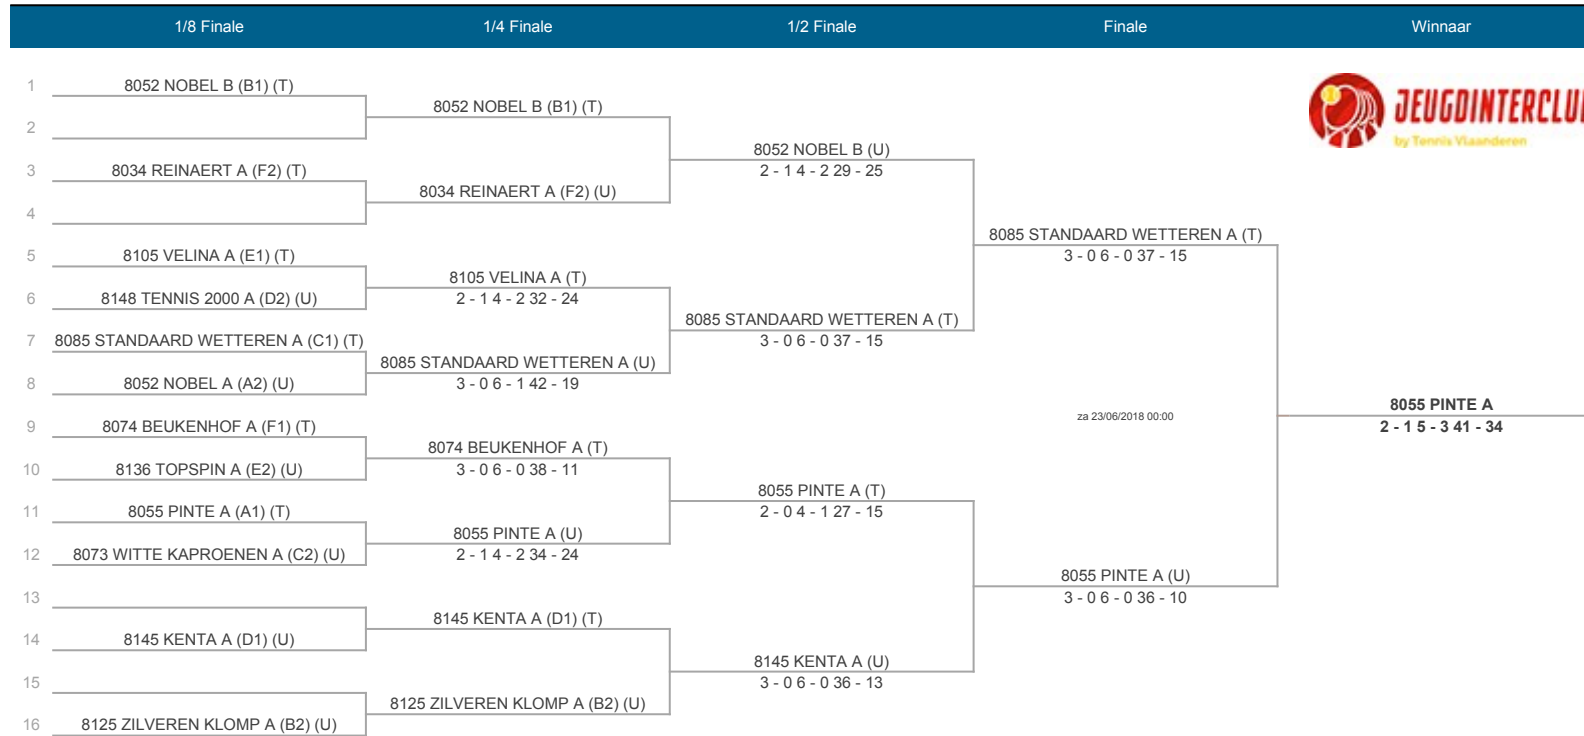 1/8 Finale 1/4 Finale 1/2 Finale Finale Winnaar
JEUGDINTERCLUB
by Tennis Vlaanderen
1 8052 NOBEL B (B1) (T)
8052 NOBEL B (B1) (T)
2
8052 NOBEL B (U)
2 - 1 4 - 2 29 - 25
3 8034 REINAERT A (F2) (T)
8034 REINAERT A (F2) (U)
4
8085 STANDAARD WETTEREN A (T)
3 - 0 6 - 0 37 - 15
5 8105 VELINA A (E1) (T)
8105 VELINA A (T)
2 - 1 4 - 2 32 - 24
6 8148 TENNIS 2000 A (D2) (U)
8085 STANDAARD WETTEREN A (T)
3 - 0 6 - 0 37 - 15
7 8085 STANDAARD WETTEREN A (C1) (T)
8085 STANDAARD WETTEREN A (U)
3 - 0 6 - 1 42 - 19
8 8052 NOBEL A (A2) (U)
8055 PINTE A
2 - 1 5 - 3 41 - 34
za 23/06/2018 00:00
9 8074 BEUKENHOF A (F1) (T)
8074 BEUKENHOF A (T)
3 - 0 6 - 0 38 - 11
10 8136 TOPSPIN A (E2) (U)
8055 PINTE A (T)
2 - 0 4 - 1 27 - 15
11 8055 PINTE A (A1) (T)
8055 PINTE A (U)
2 - 1 4 - 2 34 - 24
12 8073 WITTE KAPROENEN A (C2) (U)
8055 PINTE A (U)
3 - 0 6 - 0 36 - 10
13
8145 KENTA A (D1) (T)
14 8145 KENTA A (D1) (U)
8145 KENTA A (U)
3 - 0 6 - 0 36 - 13
15
8125 ZILVEREN KLOMP A (B2) (U)
16 8125 ZILVEREN KLOMP A (B2) (U)